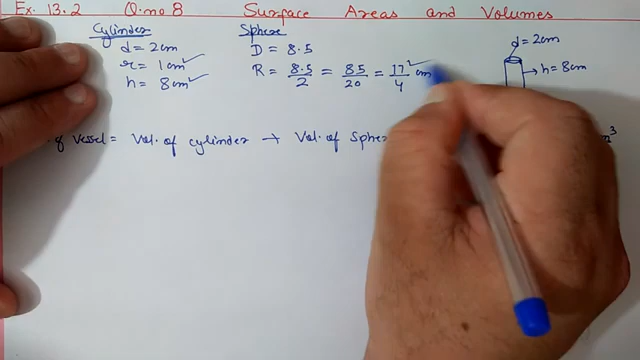 Ex. 13.2 Q.no 8 Surface Areas and Volumes
Cylinder Sphere
d = 2cm D = 8.5 d = 2cm
r = 1cm R = 8.5/2 = 85/20 = 17/4 cm h = 8cm
h = 8cm
of Vessel = Vol. of cylinder + Vol. of Sphe